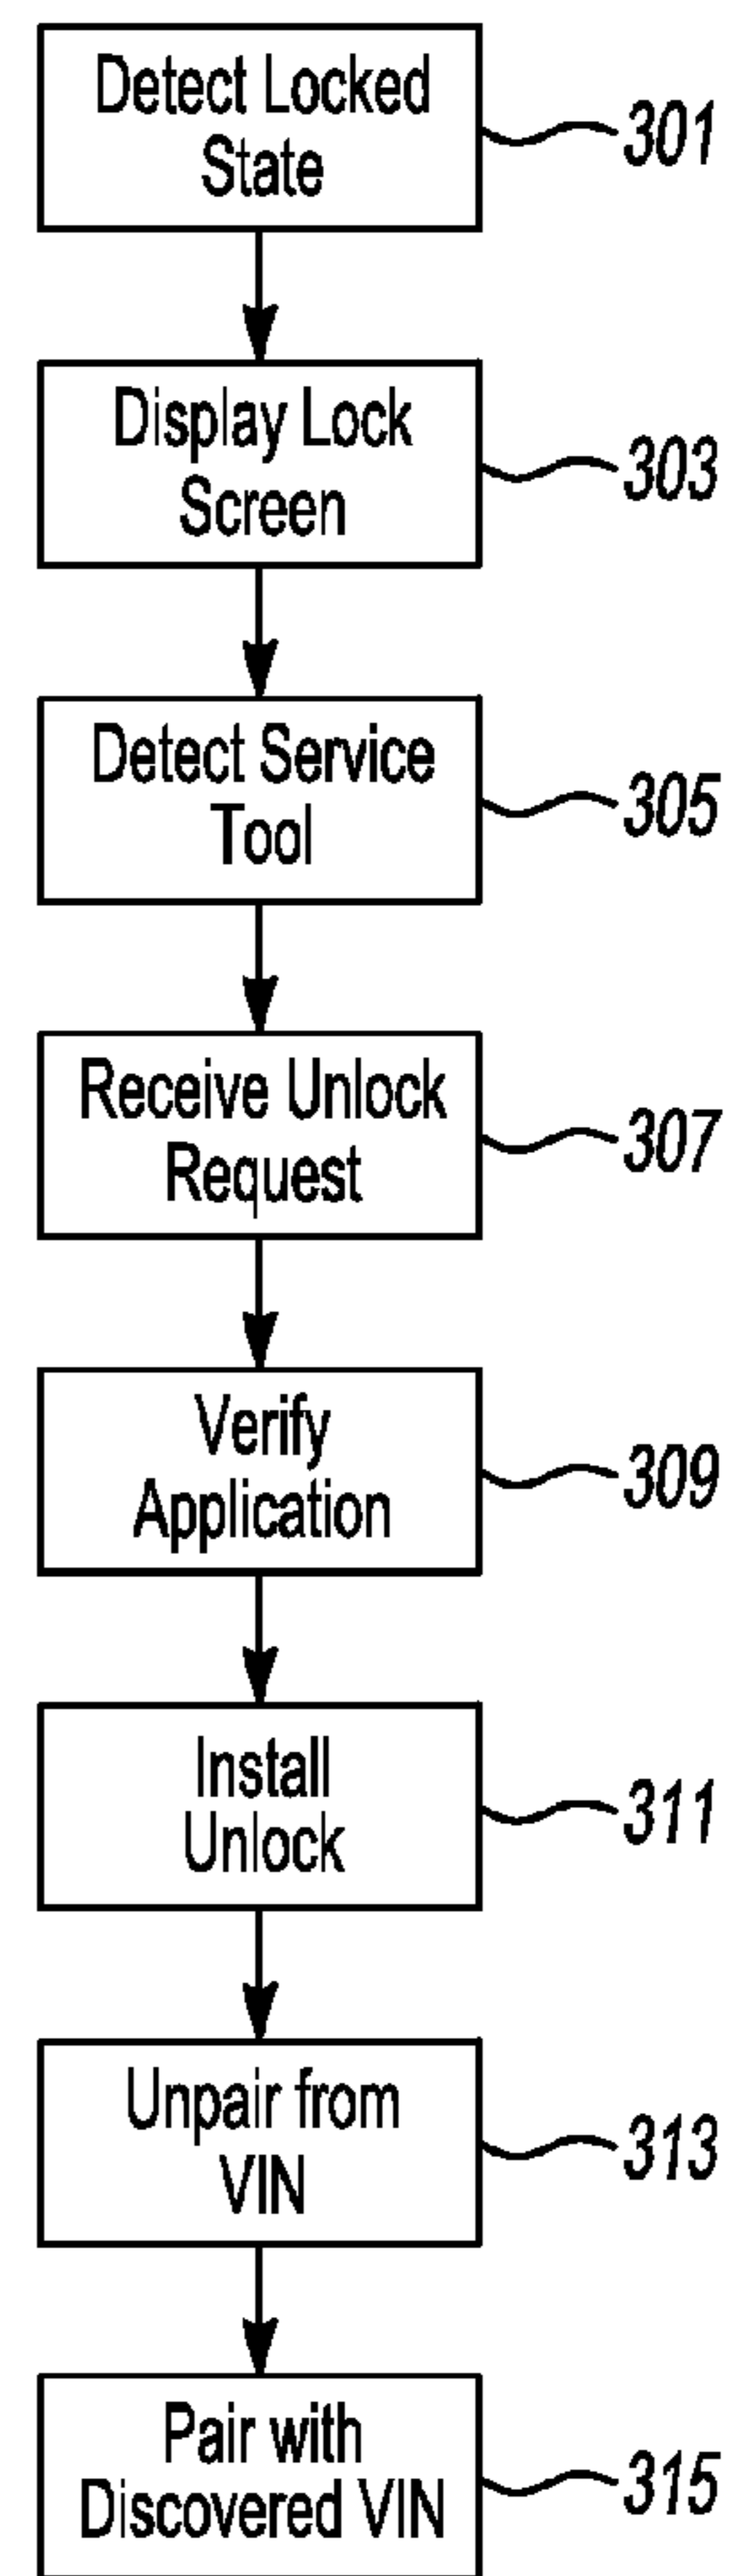 Detect Locked
State
301
Display Lock
Screen
303
Detect Service
Tool
305
Receive Unlock
Request
307
Verify
Application
309
Install
Unlock
311
Unpair from
VIN
313
Pair with
Discovered VIN
315